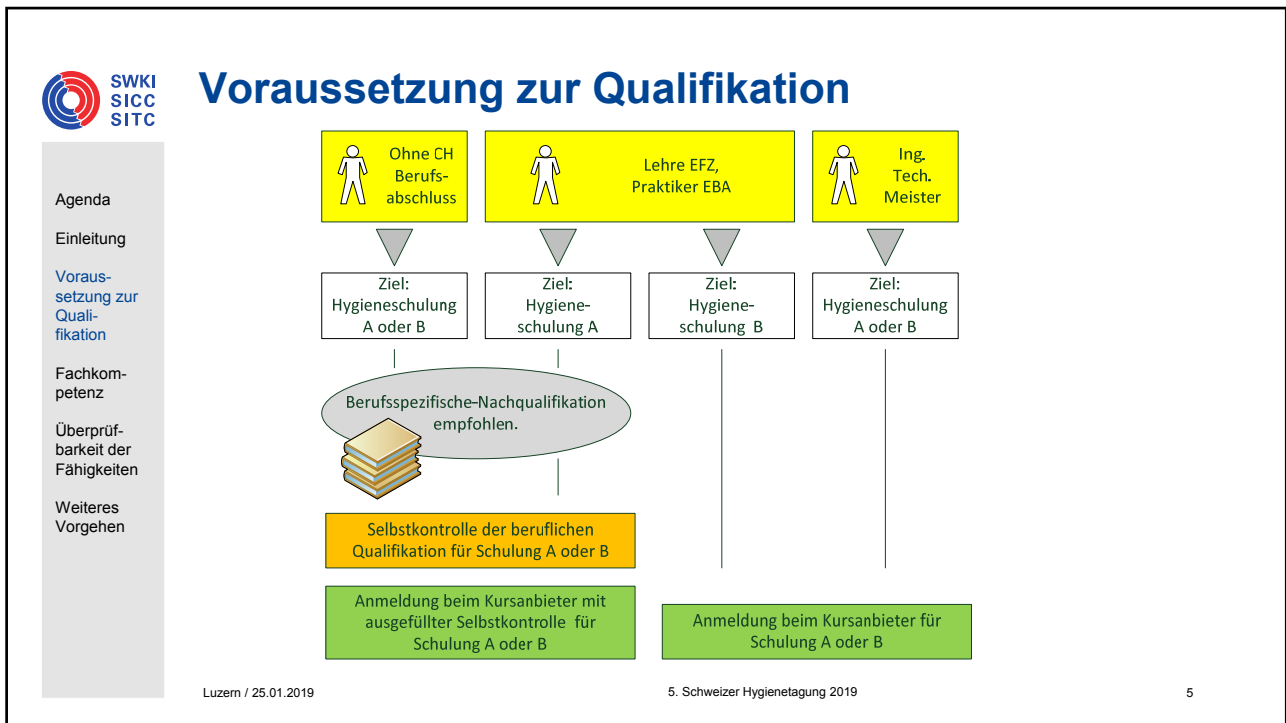 SWKI
SICC
SITC
Voraussetzung zur Qualifikation
Agenda
Einleitung
Voraus-
setzung zur
Quali-
fikation
Fachkom-
petenz
Überprüf-
barkeit der
Fähigkeiten
Weiteres
Vorgehen
Ohne CH
Berufs-
abschluss
Lehre EFZ,
Praktiker EBA
Ing.
Tech.
Meister
Ziel:
Hygieneschulung
A oder B
Ziel:
Hygiene-
schulung A
Ziel:
Hygiene-
schulung B
Ziel:
Hygieneschulung
A oder B
Berufsspezifische-Nachqualifikation
empfohlen.
Selbstkontrolle der beruflichen
Qualifikation für Schulung A oder B
Anmeldung beim Kursanbieter mit
ausgefüllter Selbstkontrolle für
Schulung A oder B
Anmeldung beim Kursanbieter für
Schulung A oder B
Luzern / 25.01.2019
5. Schweizer Hygienetagung 2019
5